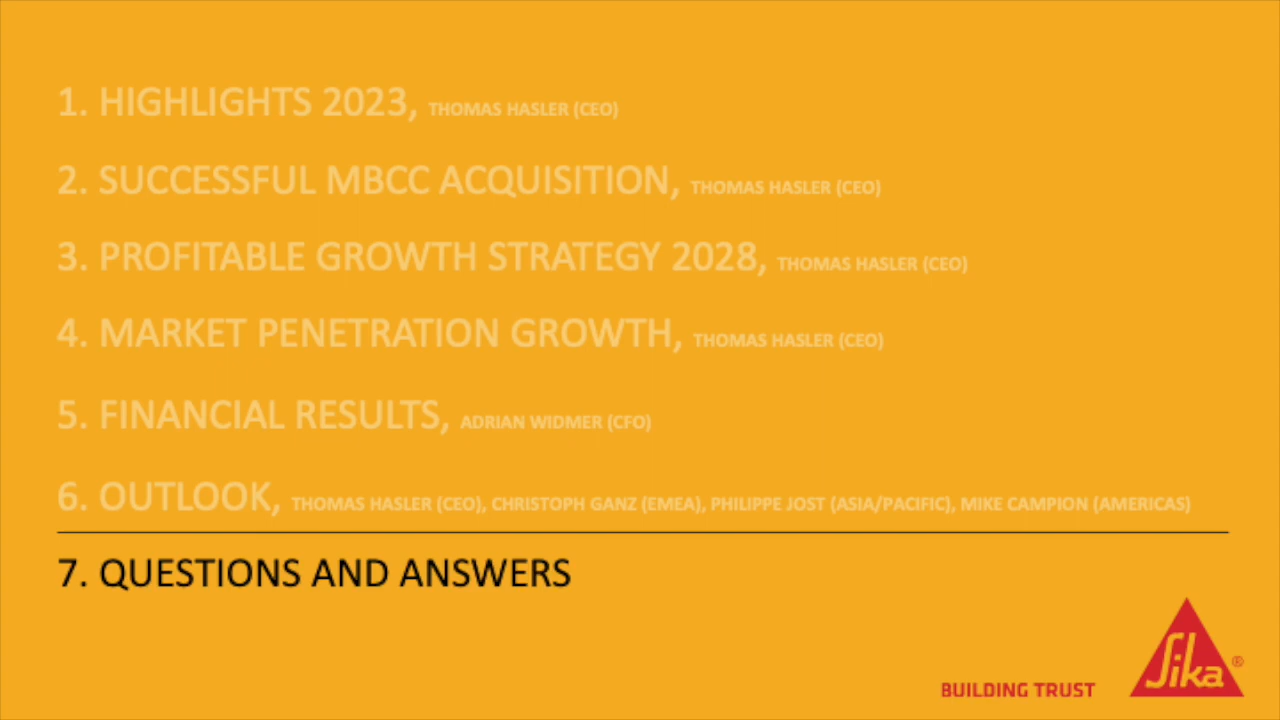 1. HIGHLIGHTS 2023, THOMAS HASLER (CEO)
2. SUCCESSFUL MBCC ACQUISITION, THOMAS HASLER (CEO)
3. PROFITABLE GROWTH STRATEGY 2028, THOMAS HASLER (CEO)
4. MARKET PENETRATION GROWTH, THOMAS HASLER (CEO)
5. FINANCIAL RESULTS, ADRIAN WIDMER (CFO)
6. OUTLOOK, THOMAS HASLER (CEO), CHRISTOPH GANZ (EMEA), PHILIPPE JOST (ASIA/PACIFIC), MIKE CAMPION (AMERICAS)
7. QUESTIONS AND ANSWERS
BUILDING TRUST
Sika®